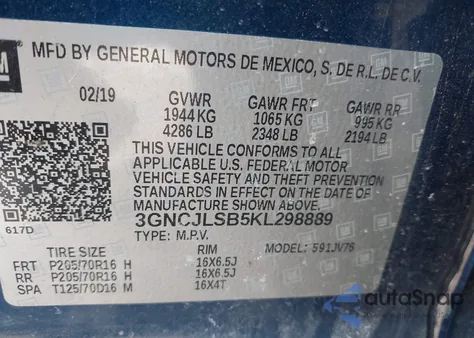 GM
MFD BY GENERAL MOTORS DE MEXICO, S. DE R.L. DE C.V.
02/19 GVWR GAWR FRT GAWR RR
1944 KG 1065 KG 995 KG
4286 LB 2348 LB 2194 LB
THIS VEHICLE CONFORMS TO ALL
APPLICABLE U.S. FEDERAL MOTOR
VEHICLE SAFETY AND THEFT
PREVENTION STANDARDS IN
EFFECT ON THE DATE OF
MANUFACTURE SHOWN ABOVE.
617D
3GNCJLSB5KL298889
TYPE: M.P.V.
TIRE SIZE RIM 591JV76
FRT P205/70R16 H 16X6.5J
RR P205/70R16 H 16X6.5J
SPA T125/70D16 M 16X4T
autoSnap